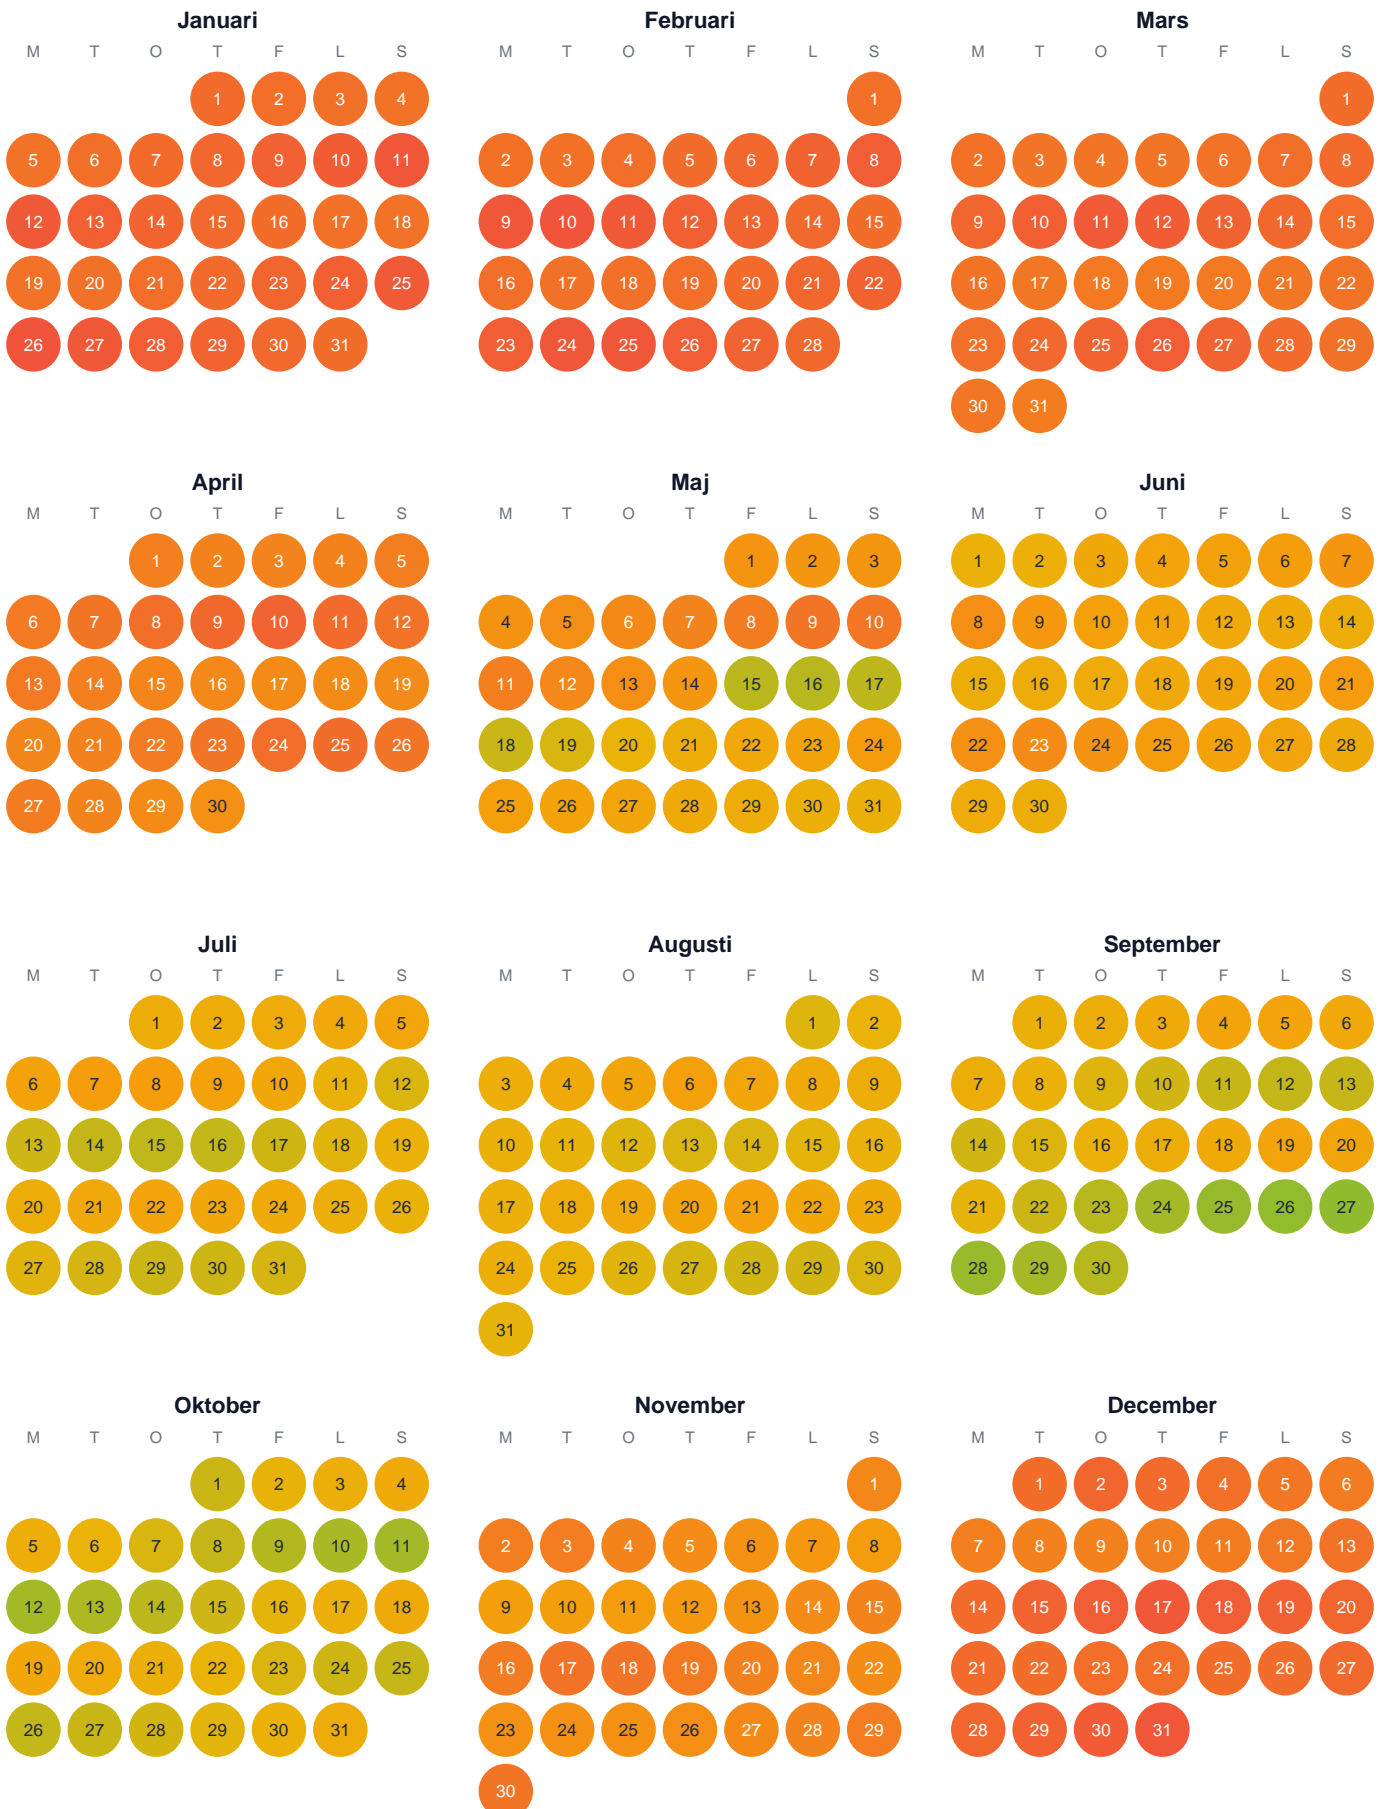 Januari Februari Mars
M T O T F L S M T O T F L S M T O T F L S
1 2 3 4 1 1
5 6 7 8 9 10 11 2 3 4 5 6 7 8 2 3 4 5 6 7 8
12 13 14 15 16 17 18 9 10 11 12 13 14 15 9 10 11 12 13 14 15
19 20 21 22 23 24 25 16 17 18 19 20 21 22 16 17 18 19 20 21 22
26 27 28 29 30 31 23 24 25 26 27 28 23 24 25 26 27 28 29
30 31
April Maj Juni
M T O T F L S M T O T F L S M T O T F L S
1 2 3 4 5 1 2 3 1 2 3 4 5 6 7
6 7 8 9 10 11 12 4 5 6 7 8 9 10 8 9 10 11 12 13 14
13 14 15 16 17 18 19 11 12 13 14 15 16 17 15 16 17 18 19 20 21
20 21 22 23 24 25 26 18 19 20 21 22 23 24 22 23 24 25 26 27 28
27 28 29 30 25 26 27 28 29 30 31 29 30
Juli Augusti September
M T O T F L S M T O T F L S M T O T F L S
1 2 3 4 5 1 2 1 2 3 4 5 6
6 7 8 9 10 11 12 3 4 5 6 7 8 9 7 8 9 10 11 12 13
13 14 15 16 17 18 19 10 11 12 13 14 15 16 14 15 16 17 18 19 20
20 21 22 23 24 25 26 17 18 19 20 21 22 23 21 22 23 24 25 26 27
27 28 29 30 31 24 25 26 27 28 29 30 28 29 30
31
Oktober November December
M T O T F L S M T O T F L S M T O T F L S
1 2 3 4 1 1 2 3 4 5 6
5 6 7 8 9 10 11 2 3 4 5 6 7 8 7 8 9 10 11 12 13
12 13 14 15 16 17 18 9 10 11 12 13 14 15 14 15 16 17 18 19 20
19 20 21 22 23 24 25 16 17 18 19 20 21 22 21 22 23 24 25 26 27
26 27 28 29 30 31 23 24 25 26 27 28 29 28 29 30 31
30